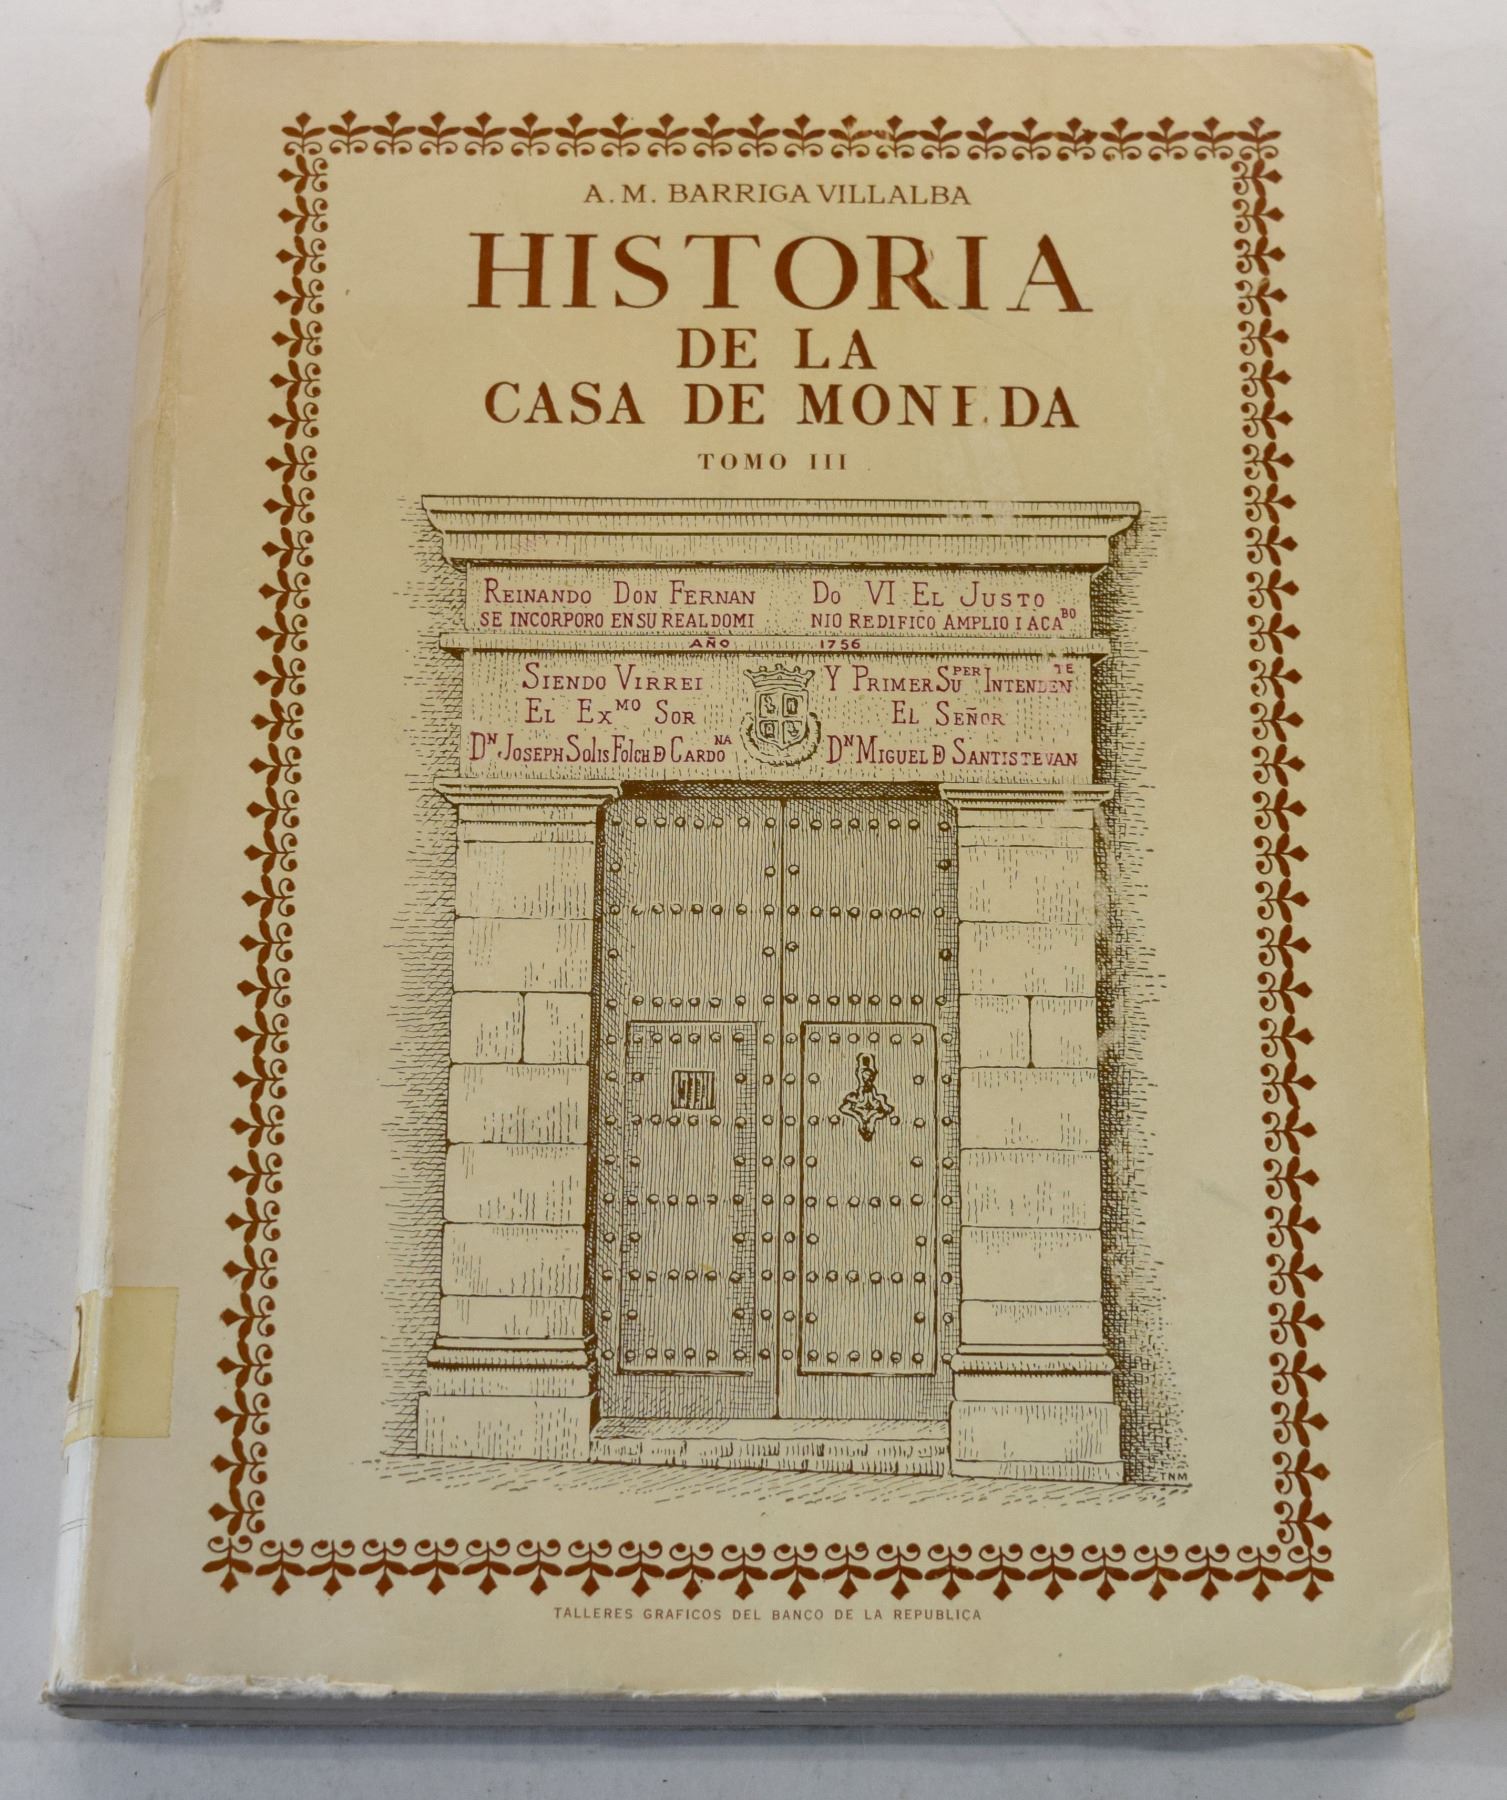 A. M. BARRIGA VILLALBA
HISTORIA
DE LA
CASA DE MONEDA
TOMO III
REINANDO DON FERNAN DO VI EL JUSTO
SE INCORPORO EN SU REAL DOMI NIO REDIFICO AMPLIO I ACABO
AÑO 1756
SIENDO VIRREI
EL EXMO SOR
DN JOSEPH SOLIS FOLCH D CARDONA
Y PRIMER SUPERINTENDENTE
EL SEÑOR
DN MIGUEL D SANTISTEVAN
TNM
TALLERES GRAFICOS DEL BANCO DE LA REPUBLICA